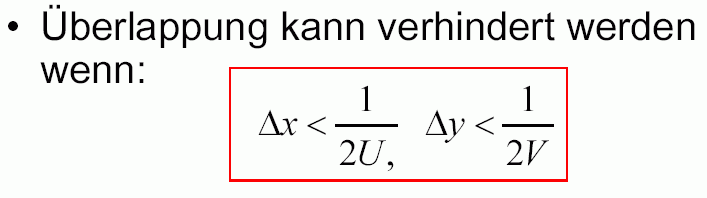 • Überlappung kann verhindert werden
wenn:
Δx < 1/2U, Δy < 1/2V